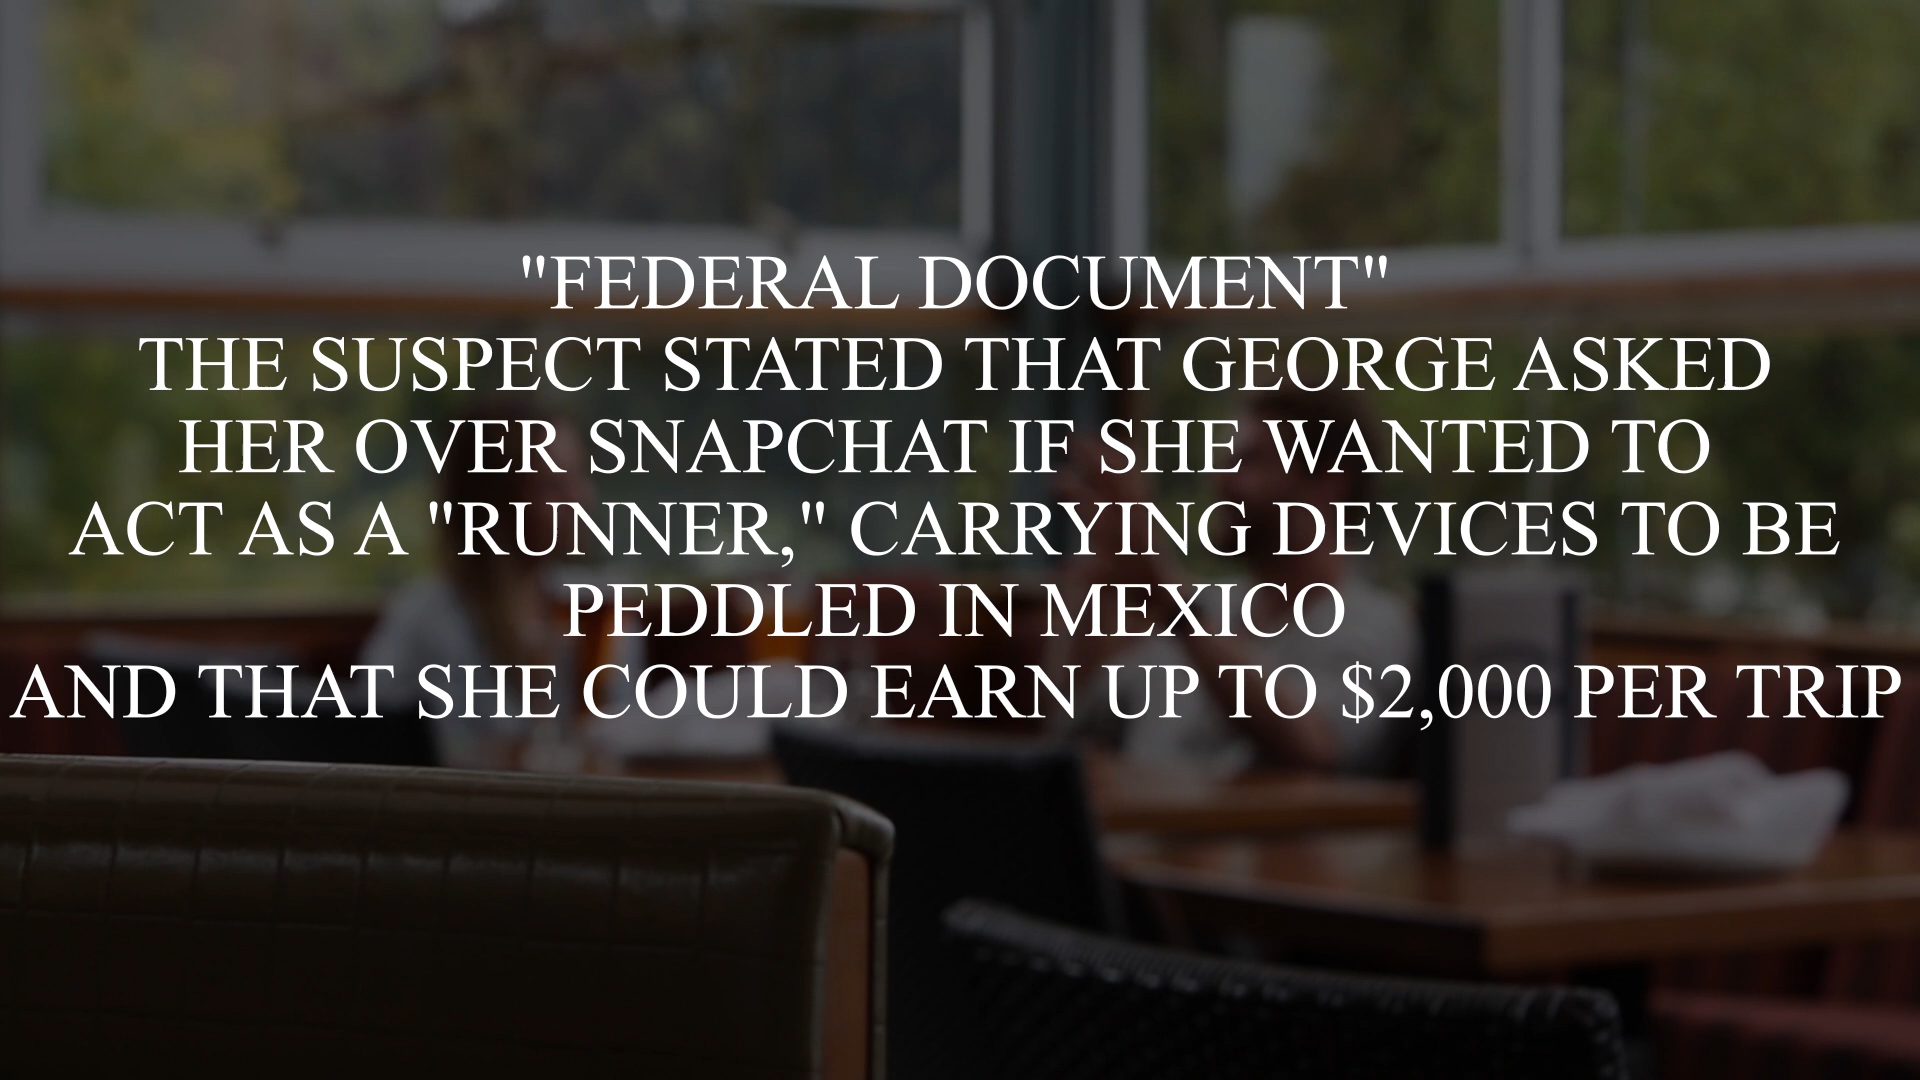 "FEDERAL DOCUMENT"
THE SUSPECT STATED THAT GEORGE ASKED
HER OVER SNAPCHAT IF SHE WANTED TO
ACT AS A "RUNNER," CARRYING DEVICES TO BE
PEDDLED IN MEXICO
AND THAT SHE COULD EARN UP TO $2,000 PER TRIP